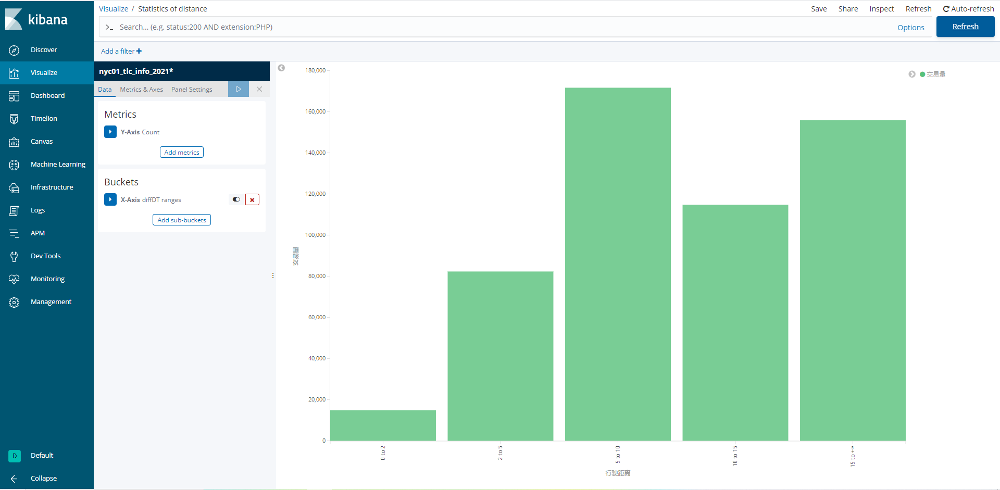 kibana
Discover
Visualize
Dashboard
Timelion
Canvas
Machine Learning
Infrastructure
Logs
APM
Dev Tools
Monitoring
Management
D Default
Collapse
Visualize / Statistics of distance
Save Share Inspect Refresh Auto-refresh
>_ Search... (e.g. status:200 AND extension:PHP) Options Refresh
Add a filter +
nyc01_tlc_info_2021*
Data Metrics & Axes Panel Settings
Metrics
Y-Axis Count
Add metrics
Buckets
X-Axis diffDT ranges
Add sub-buckets
交易量
180,000
160,000
140,000
120,000
100,000
80,000
60,000
40,000
20,000
0
交易量
0 to 2
2 to 5
5 to 10
10 to 15
15 to +∞
行驶距离